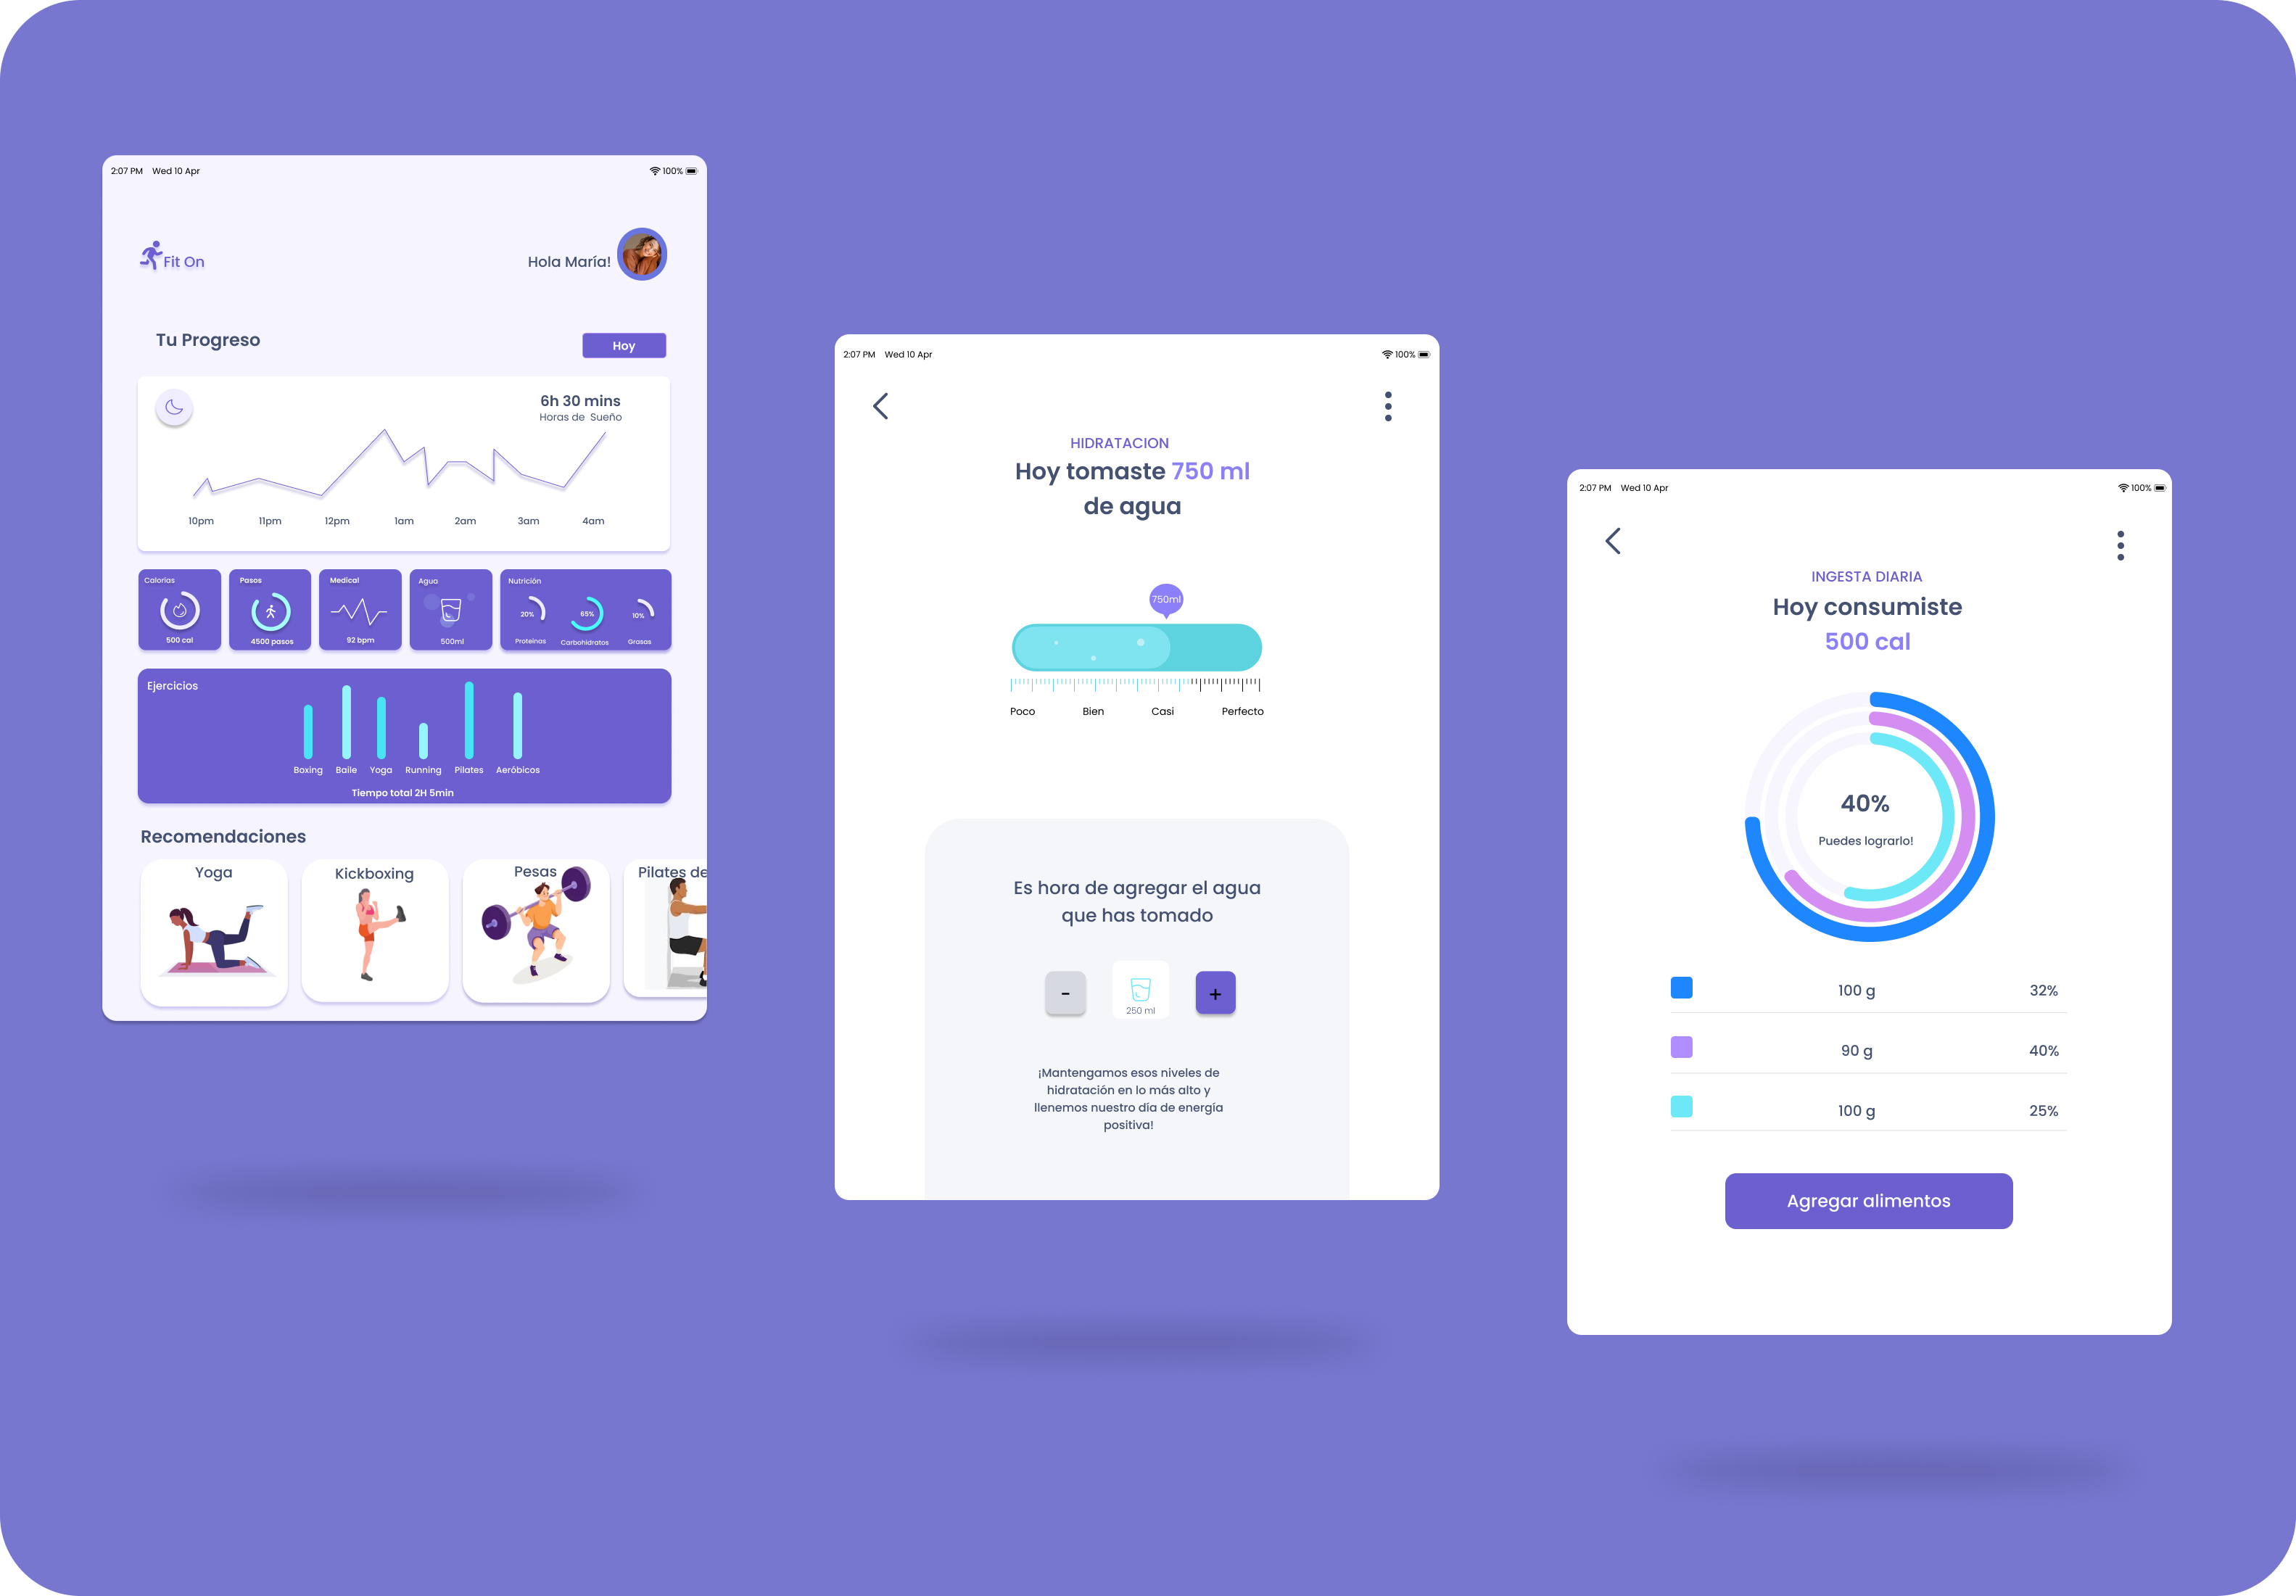 2:07 PM Wed 10 Apr
100%
Fit On
Hola María!
Tu Progreso
Hoy
6h 30 mins
Horas de Sueño
10pm 11pm 12pm 1am 2am 3am 4am
Calorías
500 cal
Pasos
4500 pasos
Medical
92 bpm
Agua
500ml
Nutrición
20% 65% 10%
Proteinas Carbohidratos Grasas
Ejercicios
Boxing Baile Yoga Running Pilates Aeróbicos
Tiempo total 2H 5min
Recomendaciones
Yoga
Kickboxing
Pesas
Pilates de
2:07 PM Wed 10 Apr
100%
HIDRATACION
Hoy tomaste 750 ml
de agua
750ml
Poco Bien Casi Perfecto
Es hora de agregar el agua
que has tomado
-
250 ml
+
¡Mantengamos esos niveles de
hidratación en lo más alto y
llenemos nuestro día de energía
positiva!
2:07 PM Wed 10 Apr
100%
INGESTA DIARIA
Hoy consumiste
500 cal
40%
Puedes lograrlo!
100 g 32%
90 g 40%
100 g 25%
Agregar alimentos